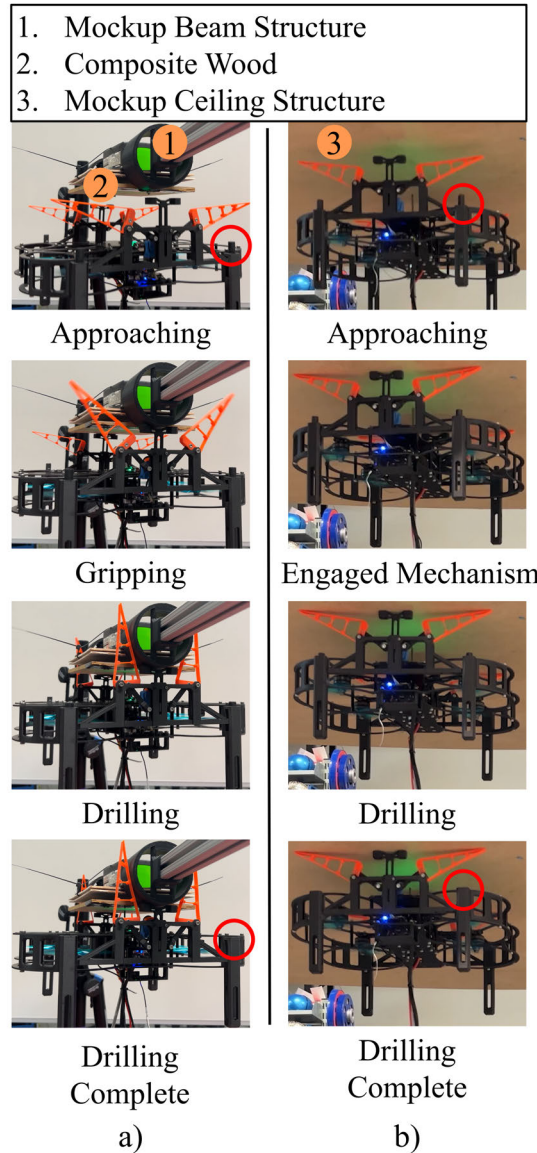 1. Mockup Beam Structure
2. Composite Wood
3. Mockup Ceiling Structure
1
2
3
Approaching
Approaching
Gripping
Engaged Mechanism
Drilling
Drilling
Drilling
Complete
Drilling
Complete
a)
b)